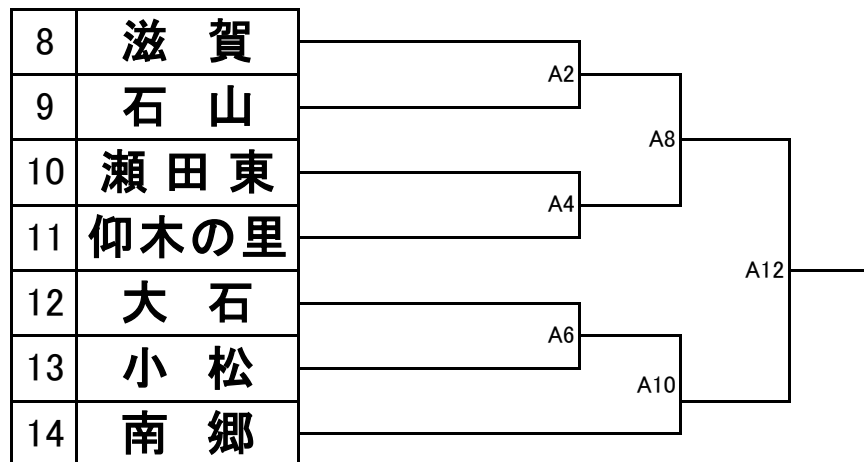 8 滋賀
9 石山
10 瀬田東
11 仰木の里
12 大石
13 小松
14 南郷
A2
A8
A4
A12
A6
A10